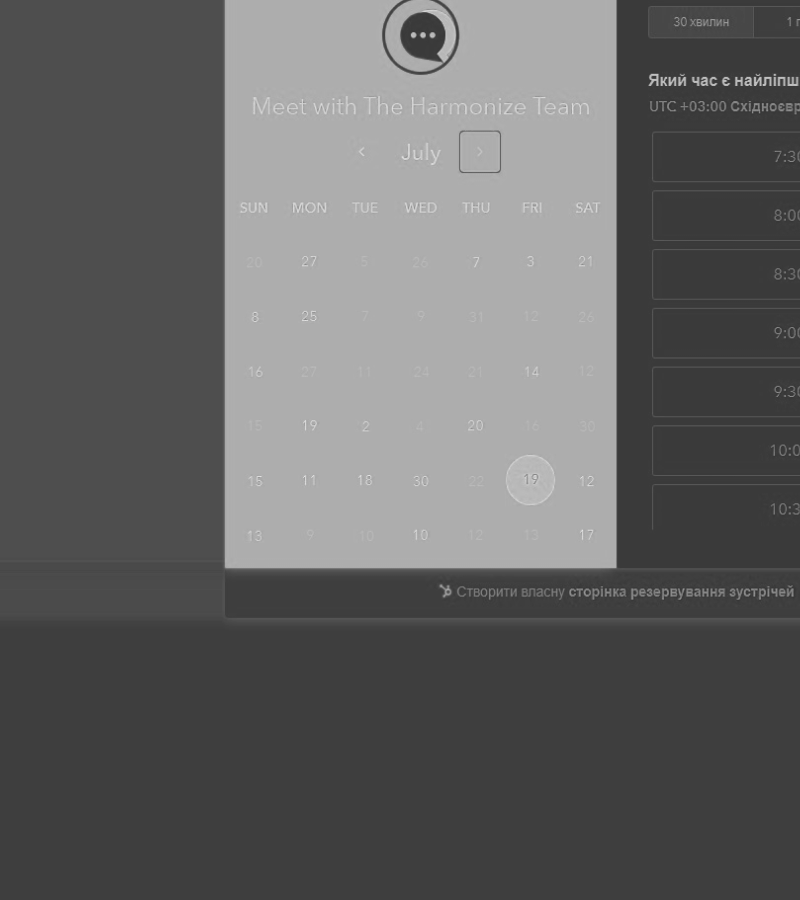 30 хвилин
Який час є найліпш
Meet with The Harmonize Team
UTC +03:00 Східноєвр
July
7:30
SUN MON TUE WED THU FRI SAT
8:00
20 27 5 26 7 3 21
8:30
8 25 7 9 31 12 26
9:00
16 27 11 24 21 14 12
9:30
15 19 2 4 20 16 30
10:0
15 11 18 30 22 19 12
10:3
13 9 10 10 12 13 17
Створити власну сторінка резервування зустрічей